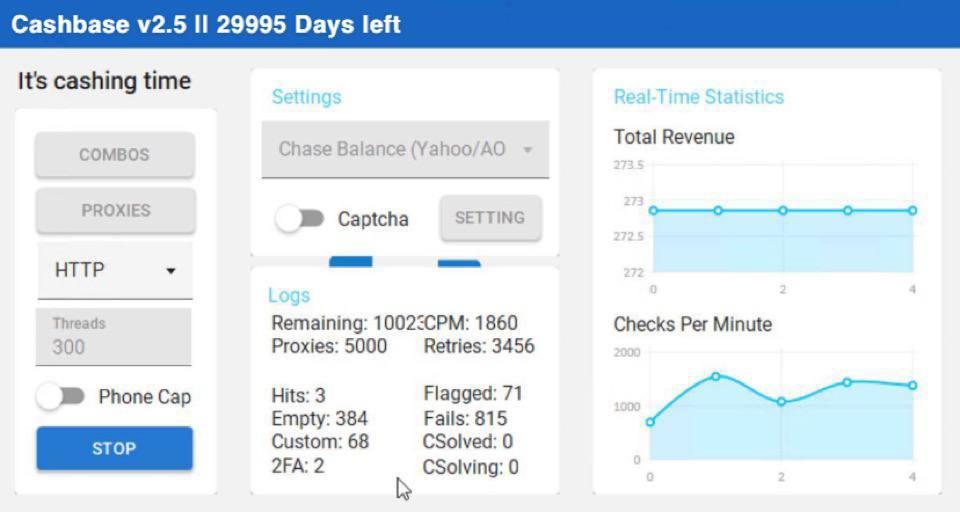 Cashbase v2.5 || 29995 Days left
It's cashing time
COMBOS
PROXIES
HTTP
Threads
300
Phone Cap
STOP
Settings
Chase Balance (Yahoo/AO
Captcha
SETTING
Logs
Remaining: 10023
CPM: 1860
Proxies: 5000
Retries: 3456
Hits: 3
Flagged: 71
Empty: 384
Fails: 815
Custom: 68
CSolved: 0
2FA: 2
CSolving: 0
Real-Time Statistics
Total Revenue
273.5
273
272.5
272
0 2 4
Checks Per Minute
2000
1000
0
0 2 4